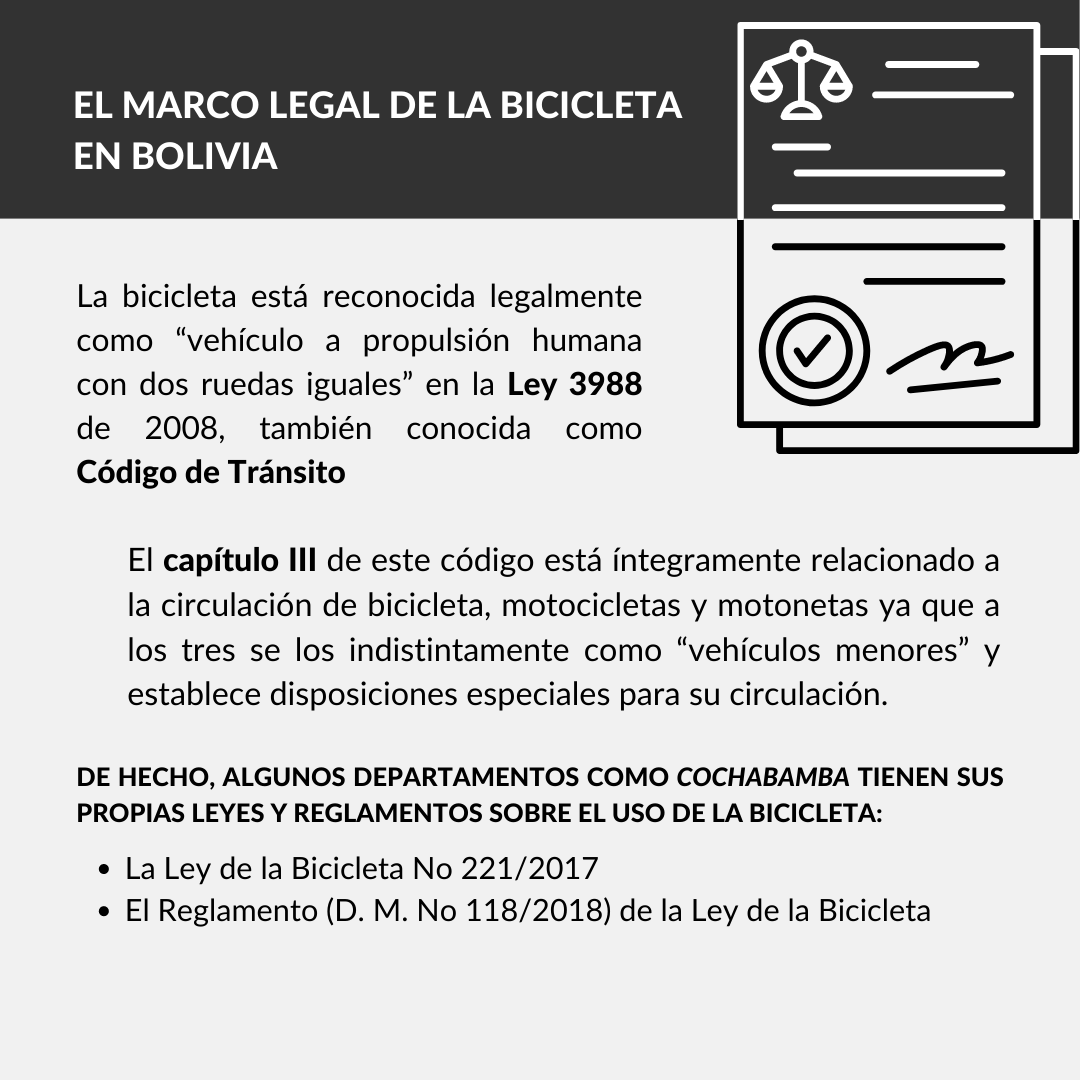 EL MARCO LEGAL DE LA BICICLETA
EN BOLIVIA
La bicicleta está reconocida legalmente
como “vehículo a propulsión humana
con dos ruedas iguales” en la Ley 3988
de 2008, también conocida como
Código de Tránsito
El capítulo III de este código está íntegramente relacionado a
la circulación de bicicleta, motocicletas y motonetas ya que a
los tres se los indistintamente como “vehículos menores” y
establece disposiciones especiales para su circulación.
DE HECHO, ALGUNOS DEPARTAMENTOS COMO COCHABAMBA TIENEN SUS
PROPIAS LEYES Y REGLAMENTOS SOBRE EL USO DE LA BICICLETA:
• La Ley de la Bicicleta No 221/2017
• El Reglamento (D. M. No 118/2018) de la Ley de la Bicicleta